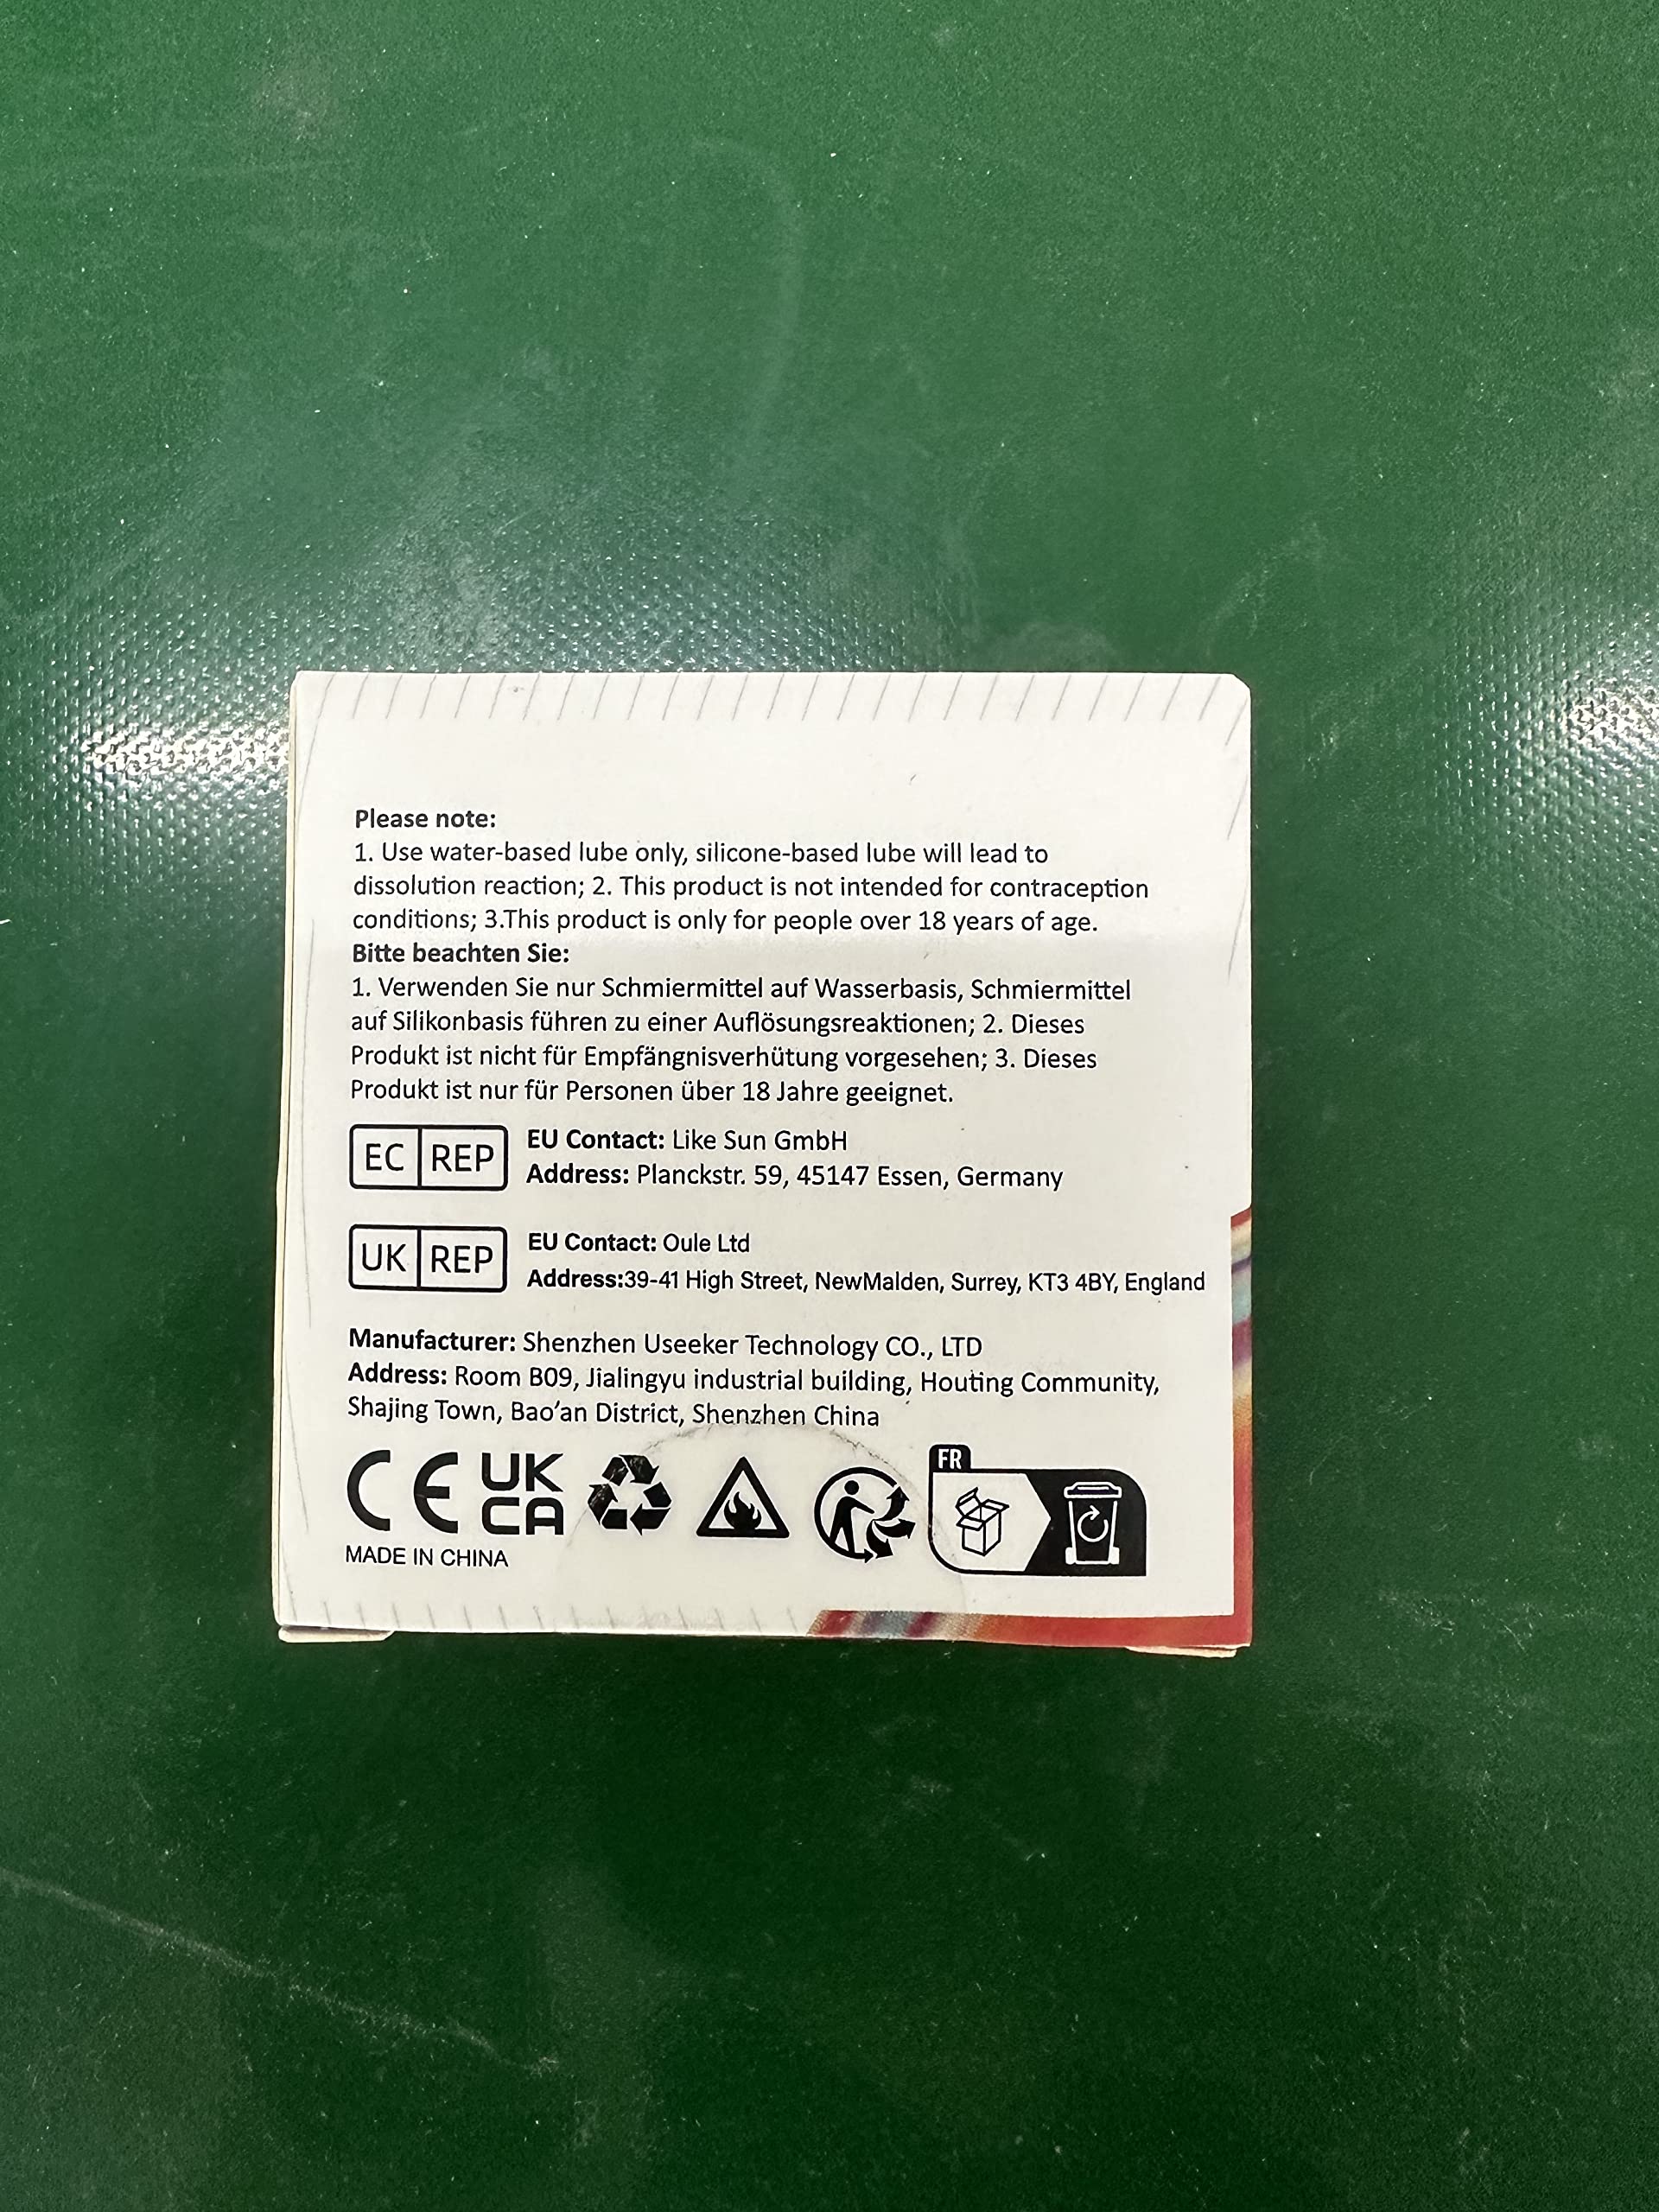 Please note:
1. Use water-based lube only, silicone-based lube will lead to
dissolution reaction; 2. This product is not intended for contraception
conditions; 3.This product is only for people over 18 years of age.
Bitte beachten Sie:
1. Verwenden Sie nur Schmiermittel auf Wasserbasis, Schmiermittel
auf Silikonbasis führen zu einer Auflösungsreaktionen; 2. Dieses
Produkt ist nicht für Empfängnisverhütung vorgesehen; 3. Dieses
Produkt ist nur für Personen über 18 Jahre geeignet.
EC REP
EU Contact: Like Sun GmbH
Address: Planckstr. 59, 45147 Essen, Germany
UK REP
EU Contact: Oule Ltd
Address:39-41 High Street, NewMalden, Surrey, KT3 4BY, England
Manufacturer: Shenzhen Useeker Technology CO., LTD
Address: Room B09, Jialingyu industrial building, Houting Community,
Shajing Town, Bao’an District, Shenzhen China
CE UK CA
FR
MADE IN CHINA